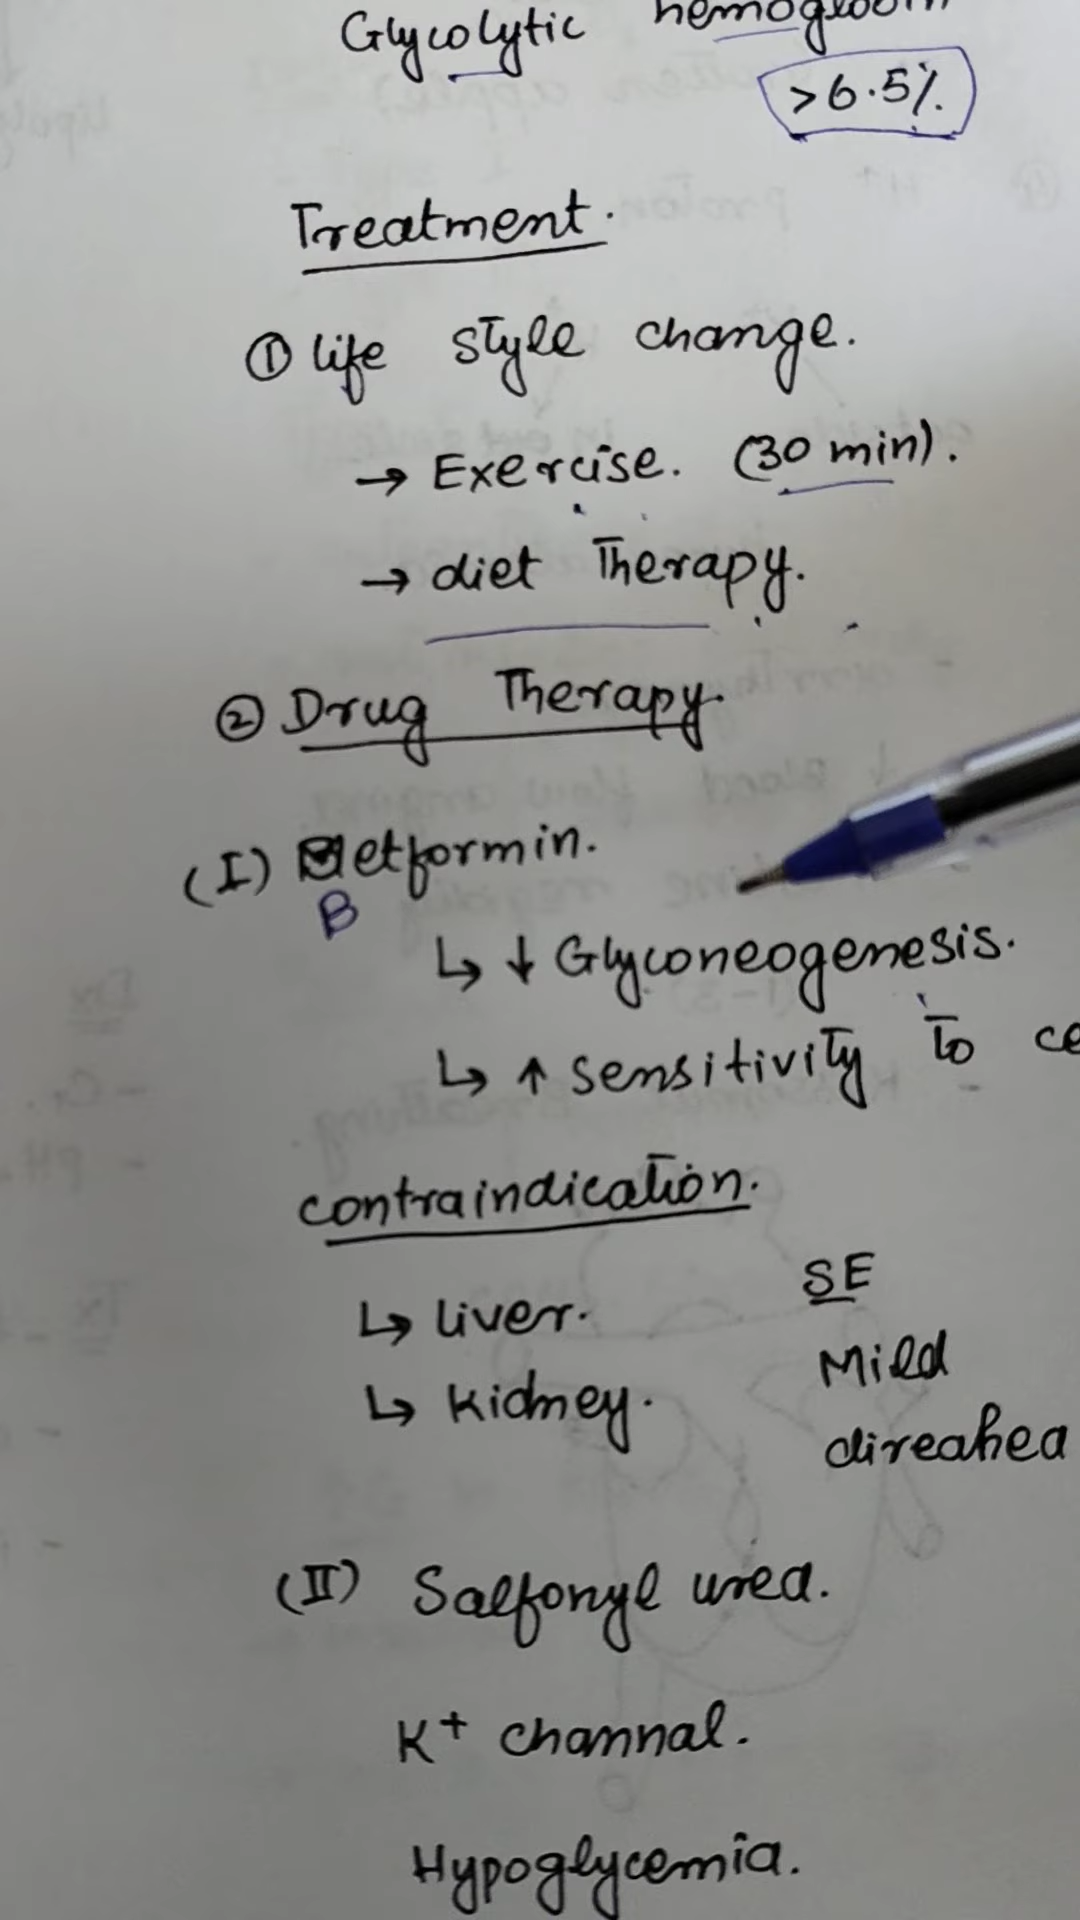 Glycolytic hemoglobin
>6.5%.
Treatment.
① life style change.
→ Exercise. (30 min).
→ diet Therapy.
② Drug Therapy.
(I) Metformin.
B
↳ ↓ Glyconeogenesis.
↳ ↑ sensitivity to ce
contraindication.
↳ liver.
↳ kidney.
SE
Mild
direahea
(II) Salfonyl urea.
K+ channal.
Hypoglycemia.